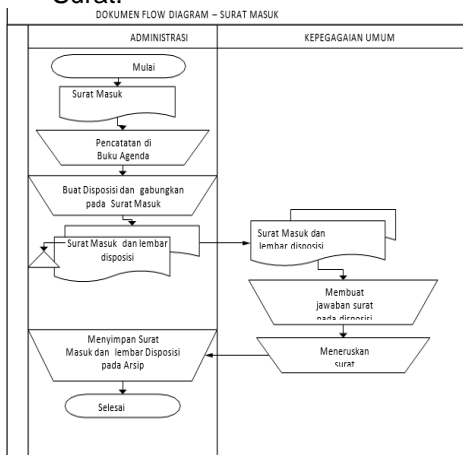 Surat.
DOKUMEN FLOW DIAGRAM – SURAT MASUK
ADMINISTRASI
KEPEGAGAIAN UMUM
Mulai
Surat Masuk
Pencatatan di
Buku Agenda
Buat Disposisi dan gabungkan
pada Surat Masuk
Surat Masuk dan lembar
disposisi
Surat Masuk dan
lembar disposisi
Membuat
jawaban surat
pada disposisi
Meneruskan
surat
Menyimpan Surat
Masuk dan lembar Disposisi
pada Arsip
Selesai